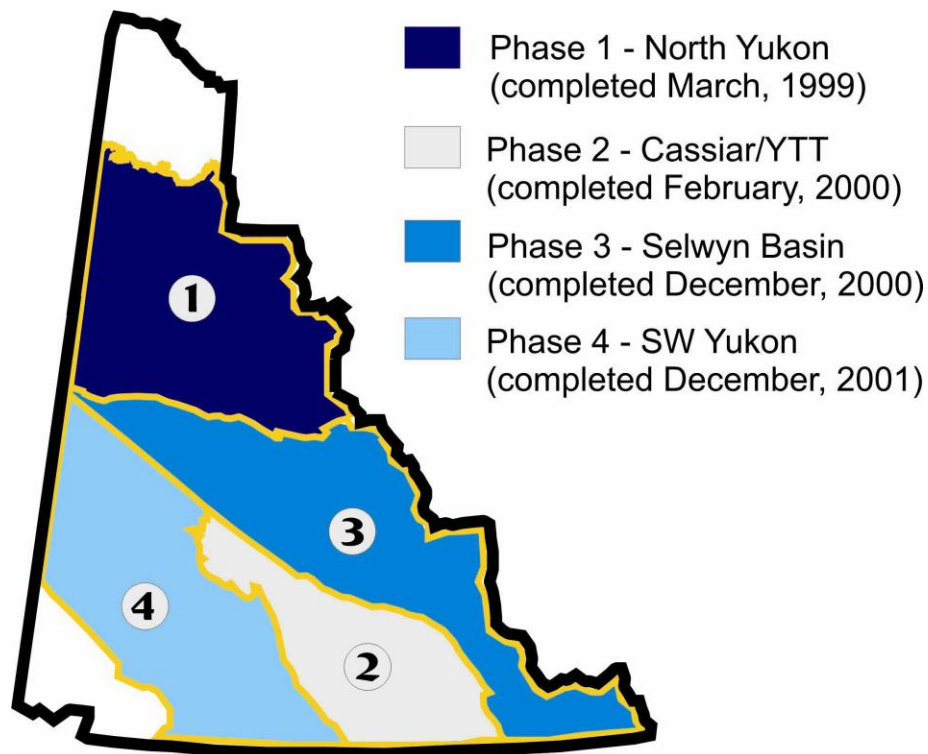 Phase 1 - North Yukon
(completed March, 1999)
Phase 2 - Cassiar/YTT
(completed February, 2000)
Phase 3 - Selwyn Basin
(completed December, 2000)
Phase 4 - SW Yukon
(completed December, 2001)
1
3
4
2